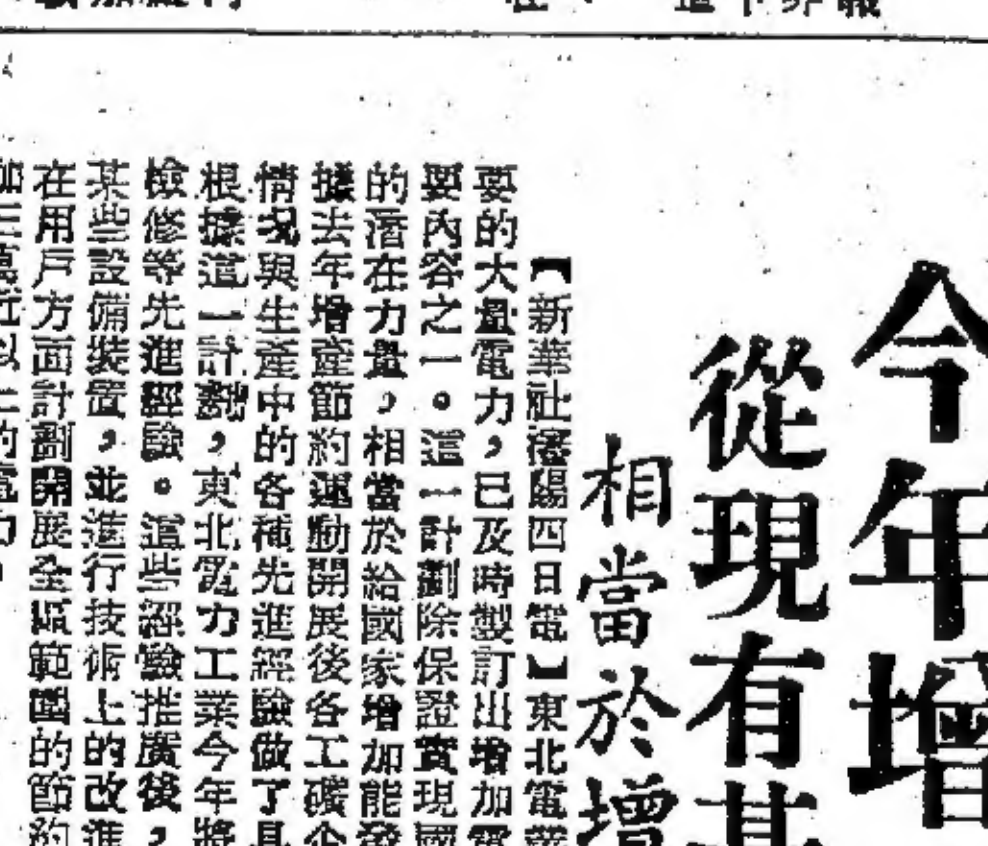 今年增
從現有基
相當於增
【新華社瀋陽四日電】東北電業
要的大量電力，已及時製訂出增加電
要內容之一。這一計劃除保證實現國
的潛在力量，相當於給國家增加能發
據去年增產節約運動開展後各工礦企
情况與生產中的各種先進經驗做了具
根據這一計劃，東北電力工業今年將
檢修等先進經驗。這些經驗推廣後，
某些設備裝置，並進行技術上的改進
在用戶方面計劃開展全區範圍的節約